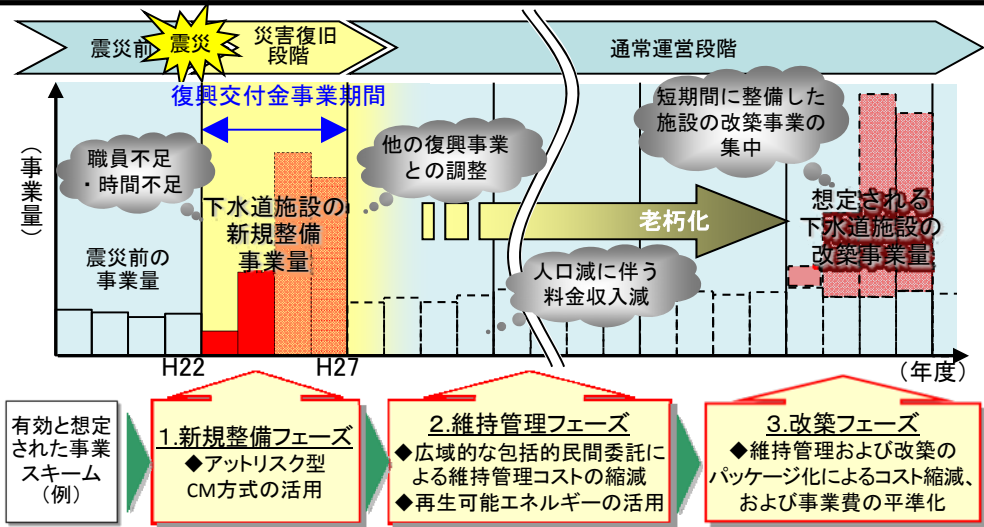 震災前
震災
災害復旧
段階
通常運営段階
復興交付金事業期間
(事業量)
職員不足
・時間不足
他の復興事業
との調整
短期間に整備した
施設の改築事業の
集中
下水道施設の
新規整備
事業量
老朽化
想定される
下水道施設の
改築事業量
震災前の
事業量
人口減に伴う
料金収入減
H22
H27
(年度)
有効と想定
された事業
スキーム
(例)
1.新規整備フェーズ
◆アットリスク型
CM方式の活用
2.維持管理フェーズ
◆広域的な包括的民間委託に
よる維持管理コストの縮減
◆再生可能エネルギーの活用
3.改築フェーズ
◆維持管理および改築の
パッケージ化によるコスト縮減、
および事業費の平準化